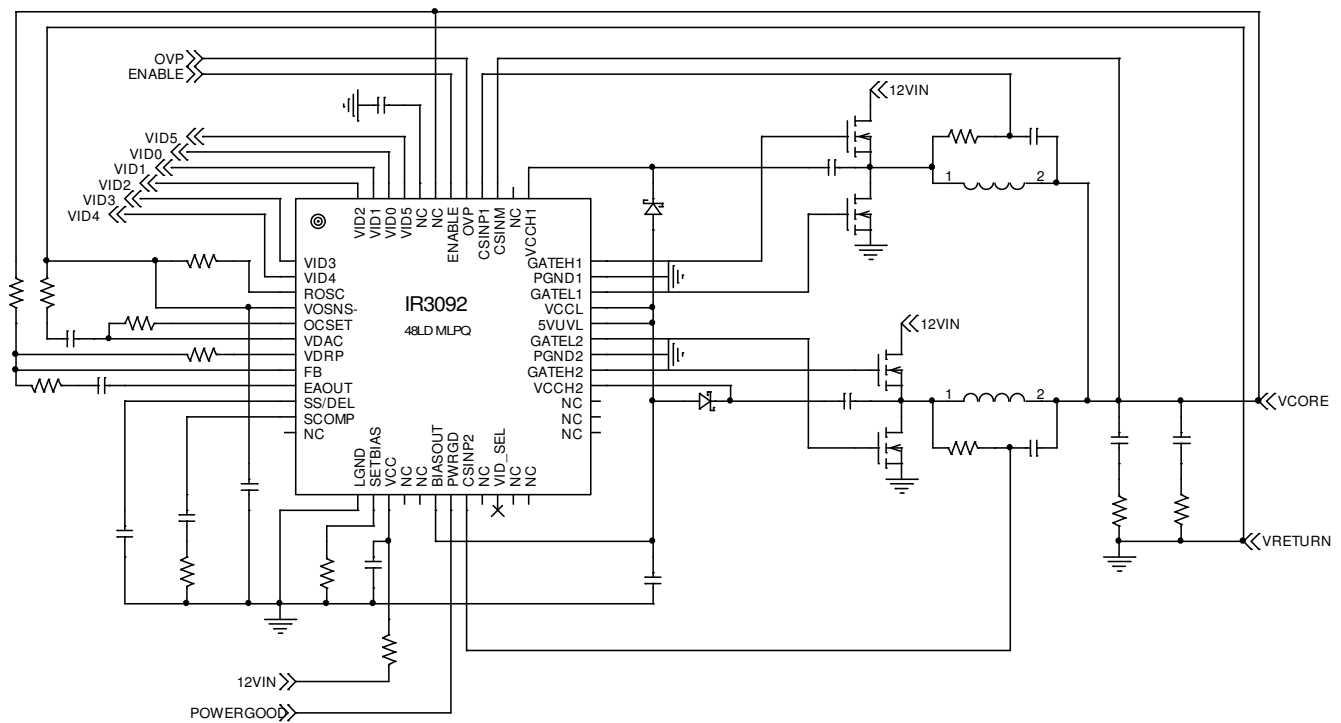 OVP
ENABLE
12VIN
VID5
VID0
VID1
VID2
VID3
VID4
VID2
VID1
VID0
VID5
NC
NC
ENABLE
OVP
CSINP1
CSINM
NC
VCCH1
VID3
VID4
ROSC
VOSNS-
OCSET
VDAC
VDRP
FB
EAOUT
SS/DEL
SCOMP
NC
IR3092
48LD MLPQ
GATEH1
PGND1
GATEL1
VCCL
5VUVL
GATEL2
PGND2
GATEH2
VCCH2
NC
NC
NC
LGND
SETBIAS
VCC
NC
NC
BIASOUT
PWRGD
CSINP2
NC
VID_SEL
NC
NC
1 2
12VIN
1 2
VCORE
VRETURN
12VIN
POWERGOOD